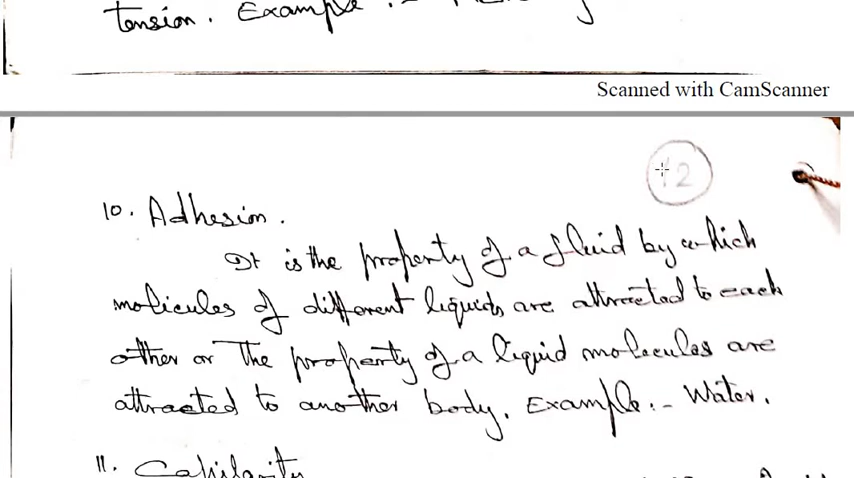 tension. Example :-
Scanned with CamScanner
12
10. Adhesion.
It is the property of a fluid by which
molicules of different liquids are attracted to each
other or The property of a liquid molecules are
attracted to another body. Example:- Water.
11.